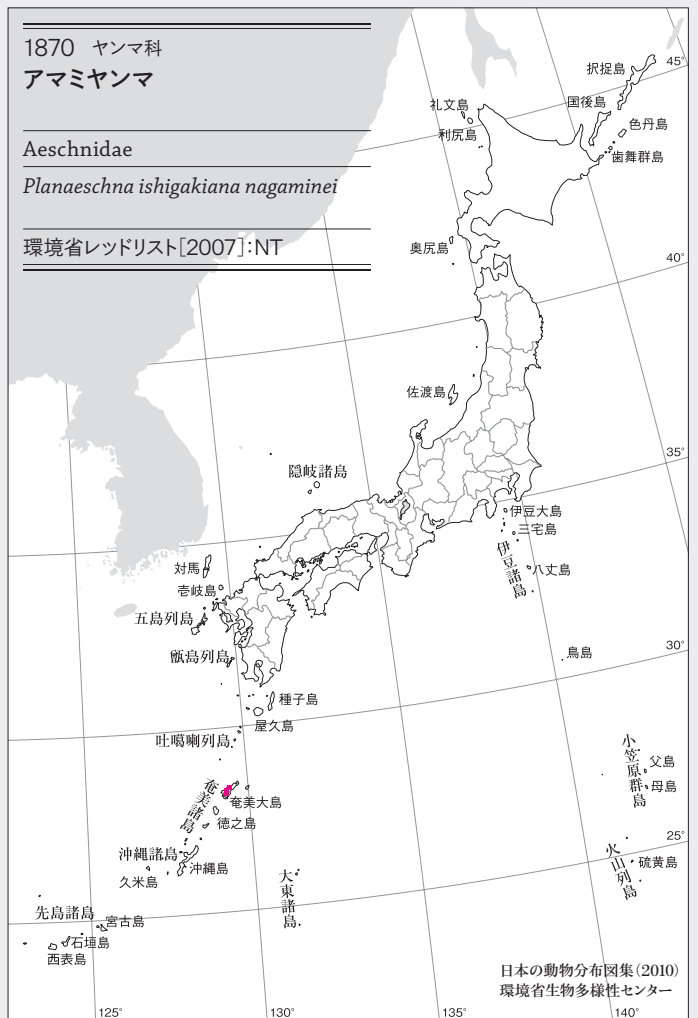 1870 ヤンマ科
アマミヤンマ
Aeschnidae
Planaeschna ishigakiana nagaminei
環境省レッドリスト[2007]:NT
45°
択捉島
礼文島
国後島
色丹島
利尻島
歯舞群島
奥尻島
40°
佐渡島
35°
隠岐諸島
伊豆大島
三宅島
伊豆諸島
八丈島
対馬
壱岐島
五島列島
甑島列島
鳥島
30°
種子島
屋久島
吐噶喇列島
小笠原群島
父島
母島
奄美諸島
奄美大島
徳之島
25°
沖縄諸島
沖縄島
久米島
火山列島
硫黄島
大東諸島
先島諸島
宮古島
石垣島
西表島
日本の動物分布図集(2010)
環境省生物多様性センター
125°
130°
135°
140°